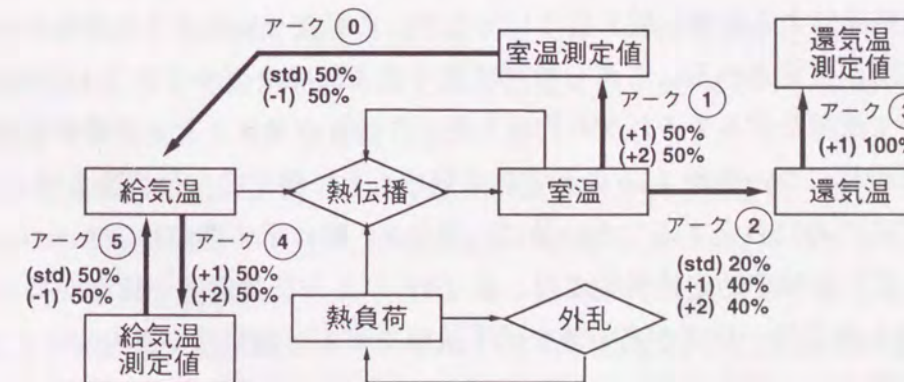 アーク 0
(std) 50%
(-1) 50%
室温測定値
還気温
測定値
アーク 1
(+1) 50%
(+2) 50%
アーク
(+1) 100%
給気温
熱伝播
室温
還気温
アーク 5
(std) 50%
(-1) 50%
アーク 4
(+1) 50%
(+2) 50%
アーク 2
(std) 20%
(+1) 40%
(+2) 40%
給気温
測定値
熱負荷
外乱